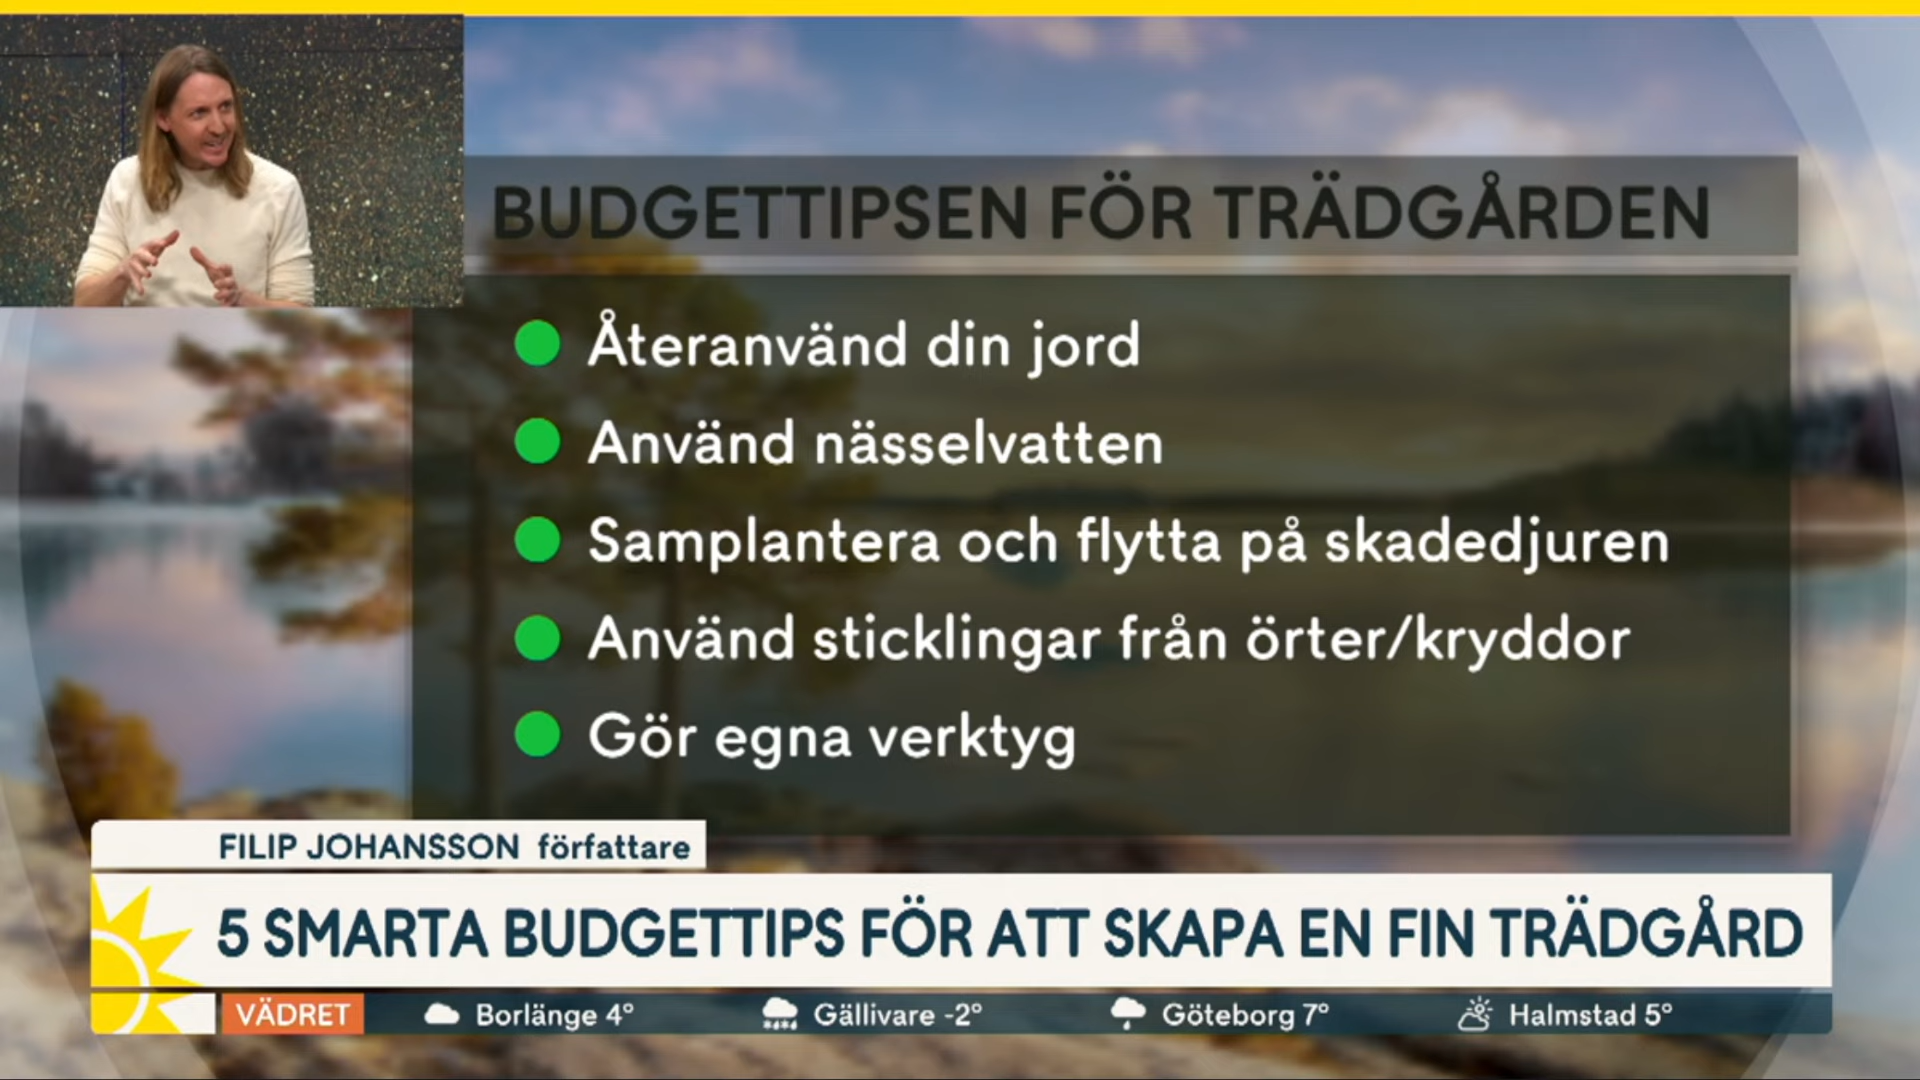 BUDGETTIPSEN FÖR TRÄDGÅRDEN
Återanvänd din jord
Använd nässelvatten
Samplantera och flytta på skadedjuren
Använd sticklingar från örter/kryddor
Gör egna verktyg
FILIP JOHANSSON författare
5 SMARTA BUDGETTIPS FÖR ATT SKAPA EN FIN TRÄDGÅRD
VÄDRET Borlänge 4° Gällivare -2° Göteborg 7° Halmstad 5°